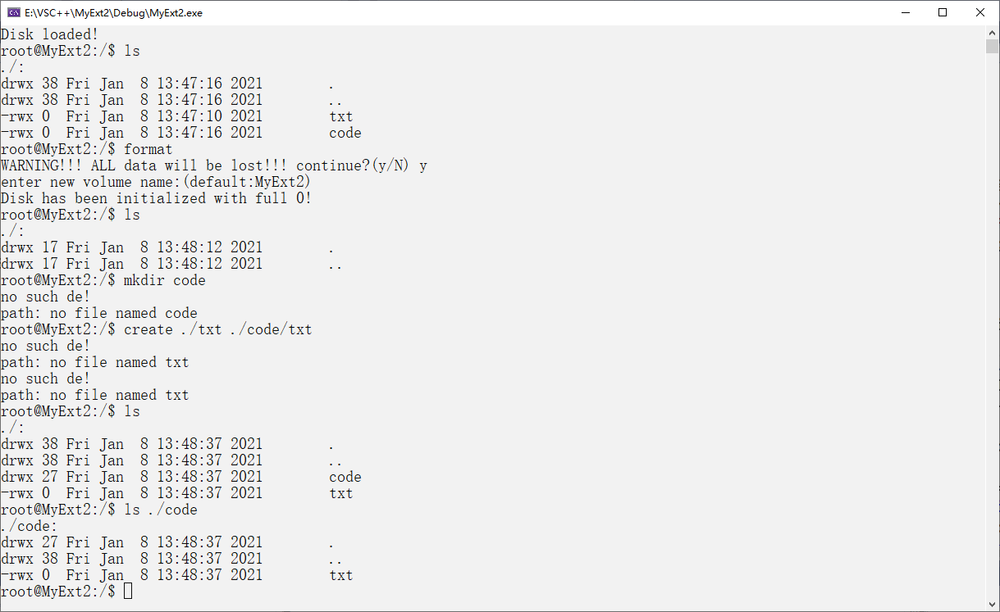 E:\VSC++\MyExt2\Debug\MyExt2.exe
Disk loaded!
root@MyExt2:/$ ls
./:
drwx 38 Fri Jan  8 13:47:16 2021        .
drwx 38 Fri Jan  8 13:47:16 2021        ..
-rwx 0  Fri Jan  8 13:47:10 2021        txt
-rwx 0  Fri Jan  8 13:47:16 2021        code
root@MyExt2:/$ format
WARNING!!! ALL data will be lost!!! continue?(y/N) y
enter new volume name:(default:MyExt2)
Disk has been initialized with full 0!
root@MyExt2:/$ ls
./:
drwx 17 Fri Jan  8 13:48:12 2021        .
drwx 17 Fri Jan  8 13:48:12 2021        ..
root@MyExt2:/$ mkdir code
no such de!
path: no file named code
root@MyExt2:/$ create ./txt ./code/txt
no such de!
path: no file named txt
no such de!
path: no file named txt
root@MyExt2:/$ ls
./:
drwx 38 Fri Jan  8 13:48:37 2021        .
drwx 38 Fri Jan  8 13:48:37 2021        ..
drwx 27 Fri Jan  8 13:48:37 2021        code
-rwx 0  Fri Jan  8 13:48:37 2021        txt
root@MyExt2:/$ ls ./code
./code:
drwx 27 Fri Jan  8 13:48:37 2021        .
drwx 38 Fri Jan  8 13:48:37 2021        ..
-rwx 0  Fri Jan  8 13:48:37 2021        txt
root@MyExt2:/$